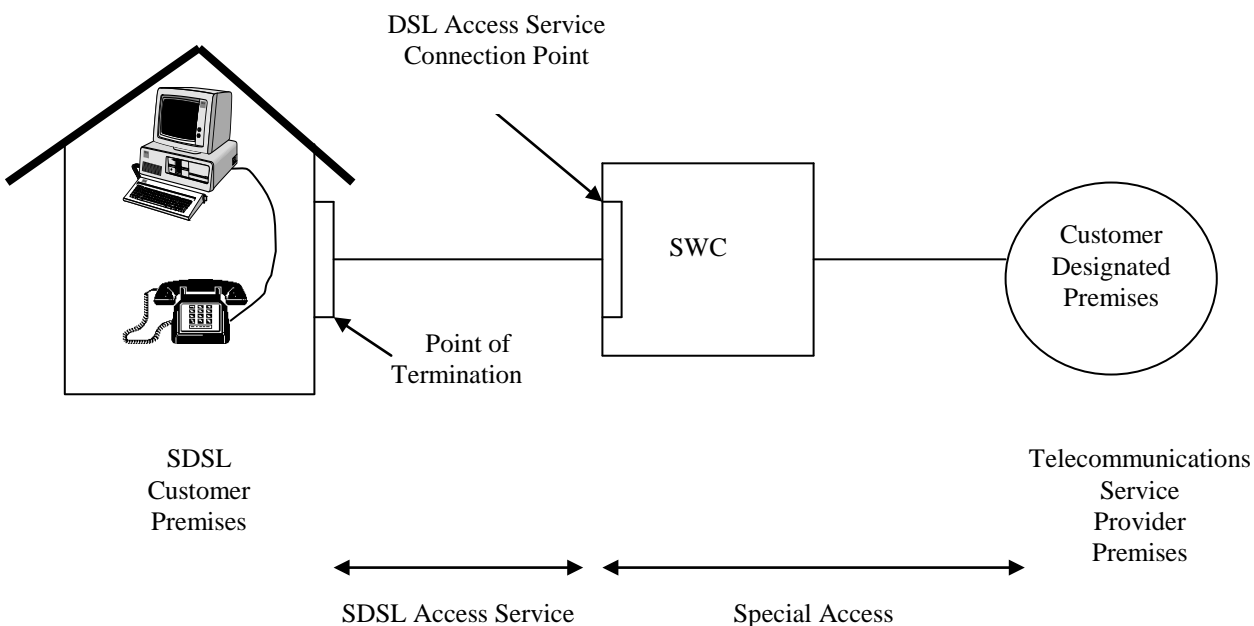 DSL Access Service
Connection Point
SWC
Customer
Designated
Premises
Point of
Termination
SDSL
Customer
Premises
Telecommunications
Service
Provider
Premises
SDSL Access Service
Special Access